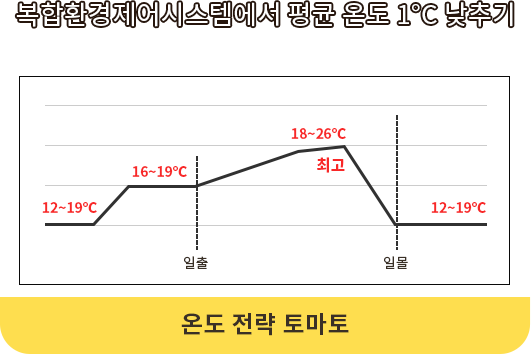 복합환경제어시스템에서 평균 온도 1℃ 낮추기
18~26℃
최고
16~19℃
12~19℃
12~19℃
일출
일몰
온도 전략 토마토